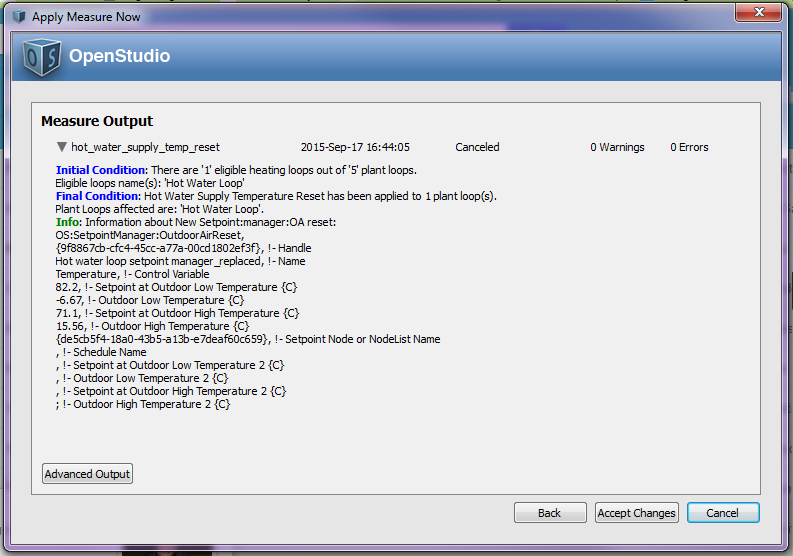 Apply Measure Now
OS
OpenStudio
Measure Output
hot_water_supply_temp_reset 2015-Sep-17 16:44:05 Canceled 0 Warnings 0 Errors
Initial Condition: There are '1' eligible heating loops out of '5' plant loops.
Eligible loops name(s): 'Hot Water Loop'
Final Condition: Hot Water Supply Temperature Reset has been applied to 1 plant loop(s).
Plant Loops affected are: 'Hot Water Loop'.
Info: Information about New Setpoint:manager:OA reset:
OS:SetpointManager:OutdoorAirReset,
{9f8867cb-cfc4-45cc-a77a-00cd1802ef3f}, !- Handle
Hot water loop setpoint manager_replaced, !- Name
Temperature, !- Control Variable
82.2, !- Setpoint at Outdoor Low Temperature {C}
-6.67, !- Outdoor Low Temperature {C}
71.1, !- Setpoint at Outdoor High Temperature {C}
15.56, !- Outdoor High Temperature {C}
{de5cb5f4-18a0-43b5-a13b-e7deaf60c659}, !- Setpoint Node or NodeList Name
, !- Schedule Name
, !- Setpoint at Outdoor Low Temperature 2 {C}
, !- Outdoor Low Temperature 2 {C}
, !- Setpoint at Outdoor High Temperature 2 {C}
; !- Outdoor High Temperature 2 {C}
Advanced Output
Back Accept Changes Cancel